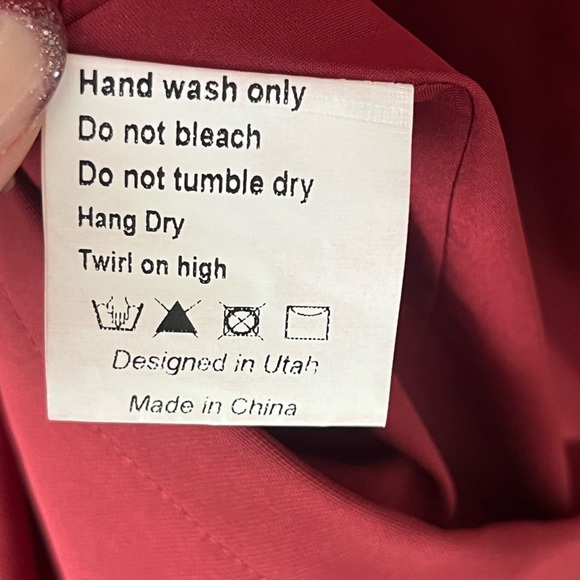 Hand wash only
Do not bleach
Do not tumble dry
Hang Dry
Twirl on high
Designed in Utah
Made in China